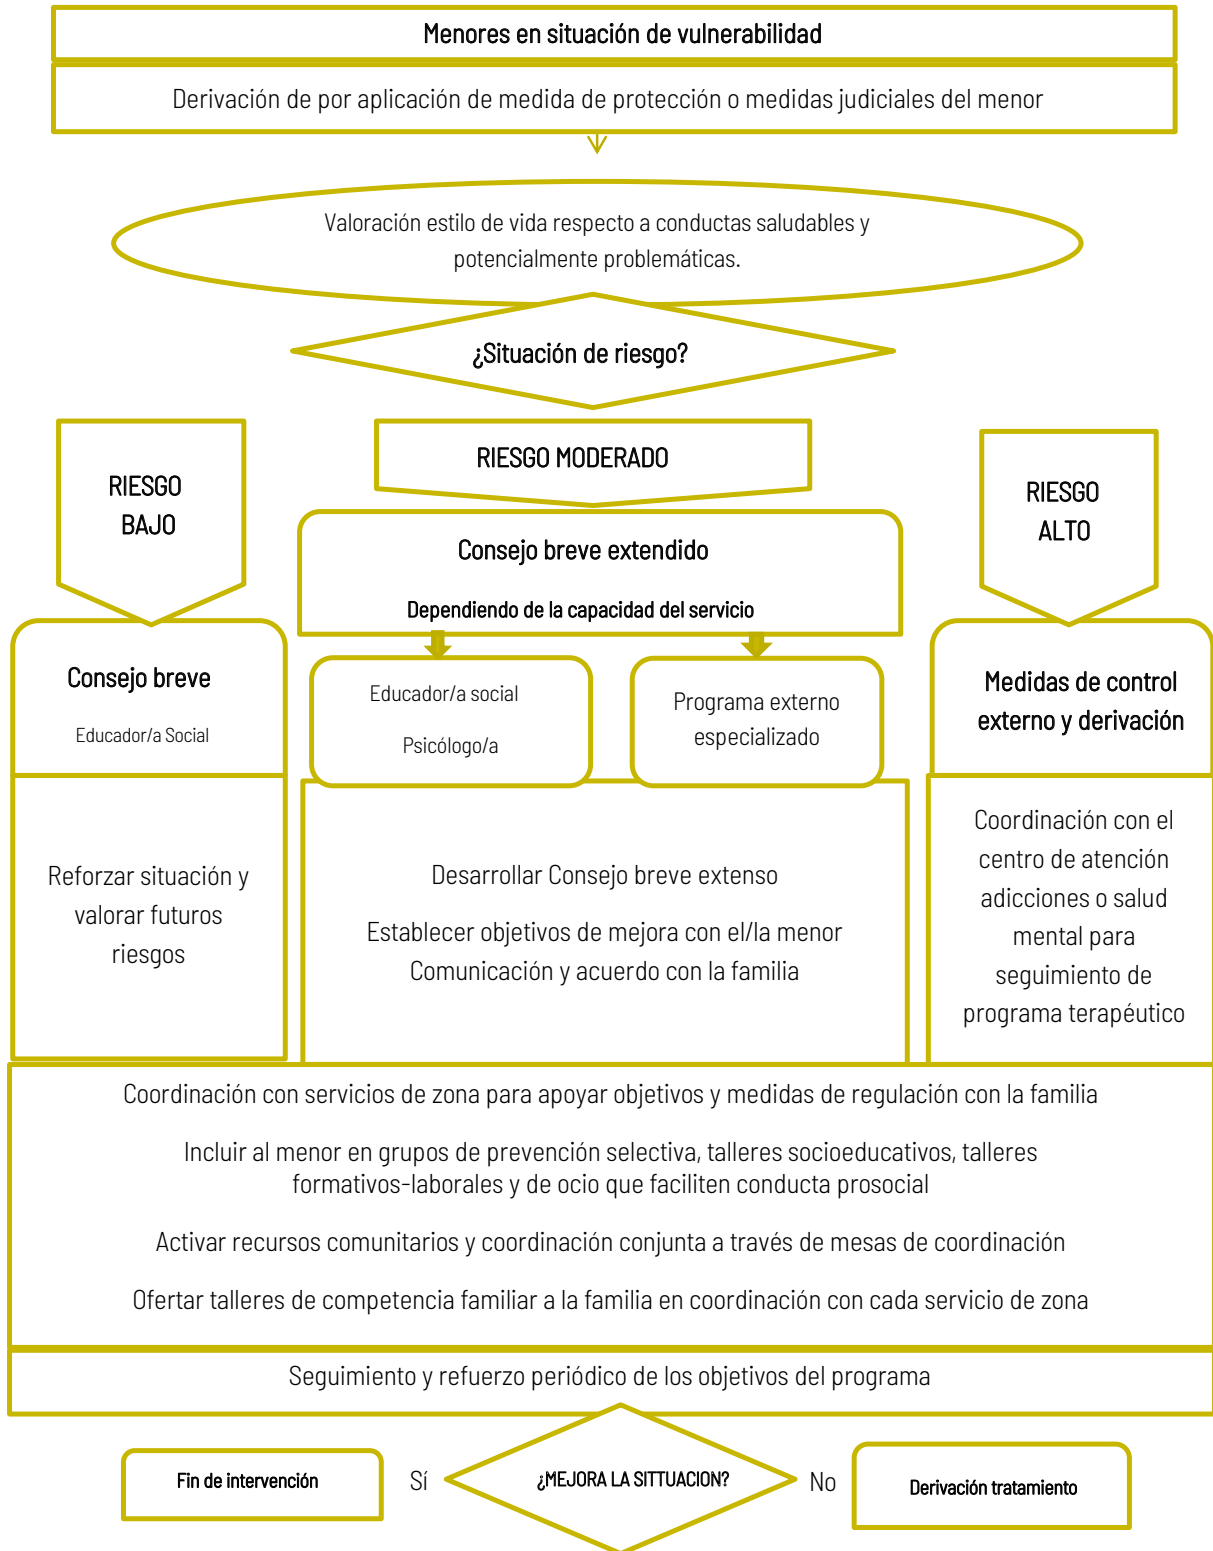 Menores en situación de vulnerabilidad
Derivación de por aplicación de medida de protección o medidas judiciales del menor
Valoración estilo de vida respecto a conductas saludables y
potencialmente problemáticas.
¿Situación de riesgo?
RIESGO
BAJO
RIESGO MODERADO
RIESGO
ALTO
Consejo breve extendido
Dependiendo de la capacidad del servicio
Consejo breve
Educador/a Social
Educador/a social
Psicólogo/a
Programa externo
especializado
Medidas de control
externo y derivación
Reforzar situación y
valorar futuros
riesgos
Desarrollar Consejo breve extenso
Establecer objetivos de mejora con el/la menor
Comunicación y acuerdo con la familia
Coordinación con el
centro de atención
adicciones o salud
mental para
seguimiento de
programa terapéutico
Coordinación con servicios de zona para apoyar objetivos y medidas de regulación con la familia
Incluir al menor en grupos de prevención selectiva, talleres socioeducativos, talleres
formativos-laborales y de ocio que faciliten conducta prosocial
Activar recursos comunitarios y coordinación conjunta a través de mesas de coordinación
Ofertar talleres de competencia familiar a la familia en coordinación con cada servicio de zona
Seguimiento y refuerzo periódico de los objetivos del programa
Fin de intervención
Sí
¿MEJORA LA SITTUACION?
No
Derivación tratamiento